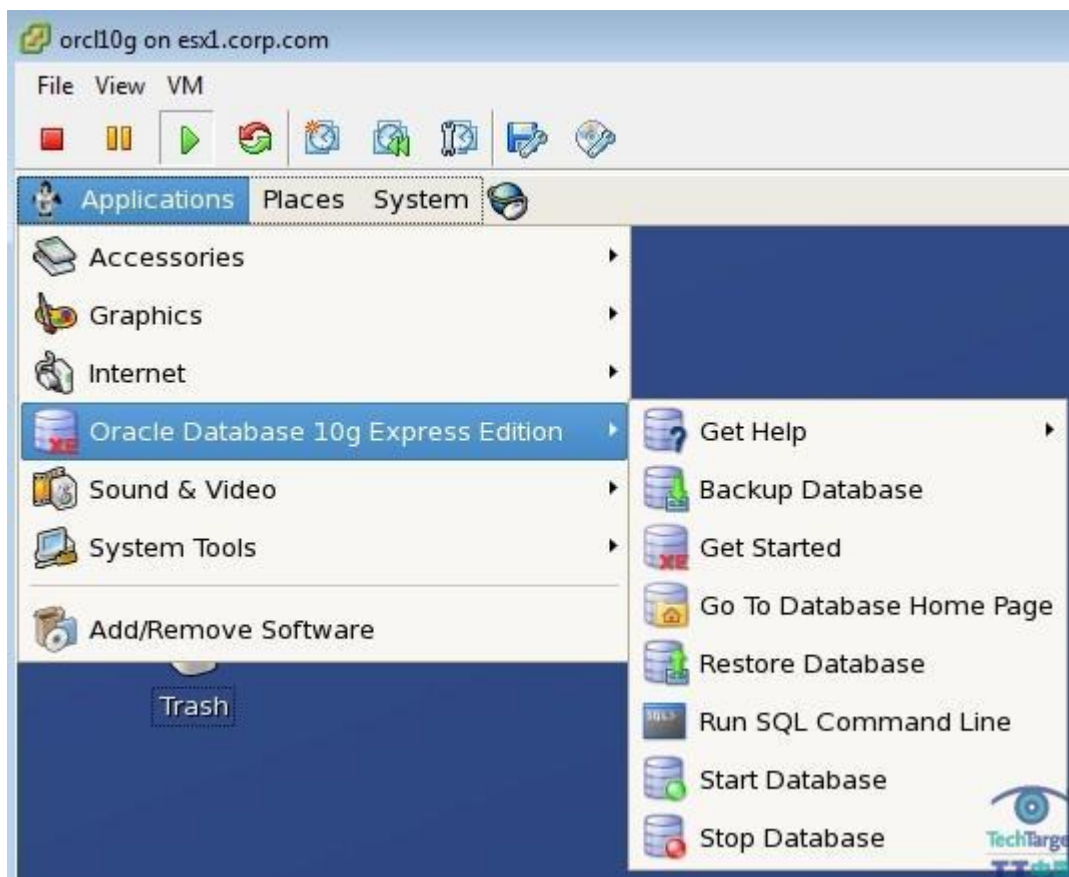 orcl10g on esx1.corp.com
File View VM
Applications Places System
Accessories
Graphics
Internet
Oracle Database 10g Express Edition
Sound & Video
System Tools
Add/Remove Software
Trash
Get Help
Backup Database
Get Started
Go To Database Home Page
Restore Database
Run SQL Command Line
Start Database
Stop Database
TechTarge